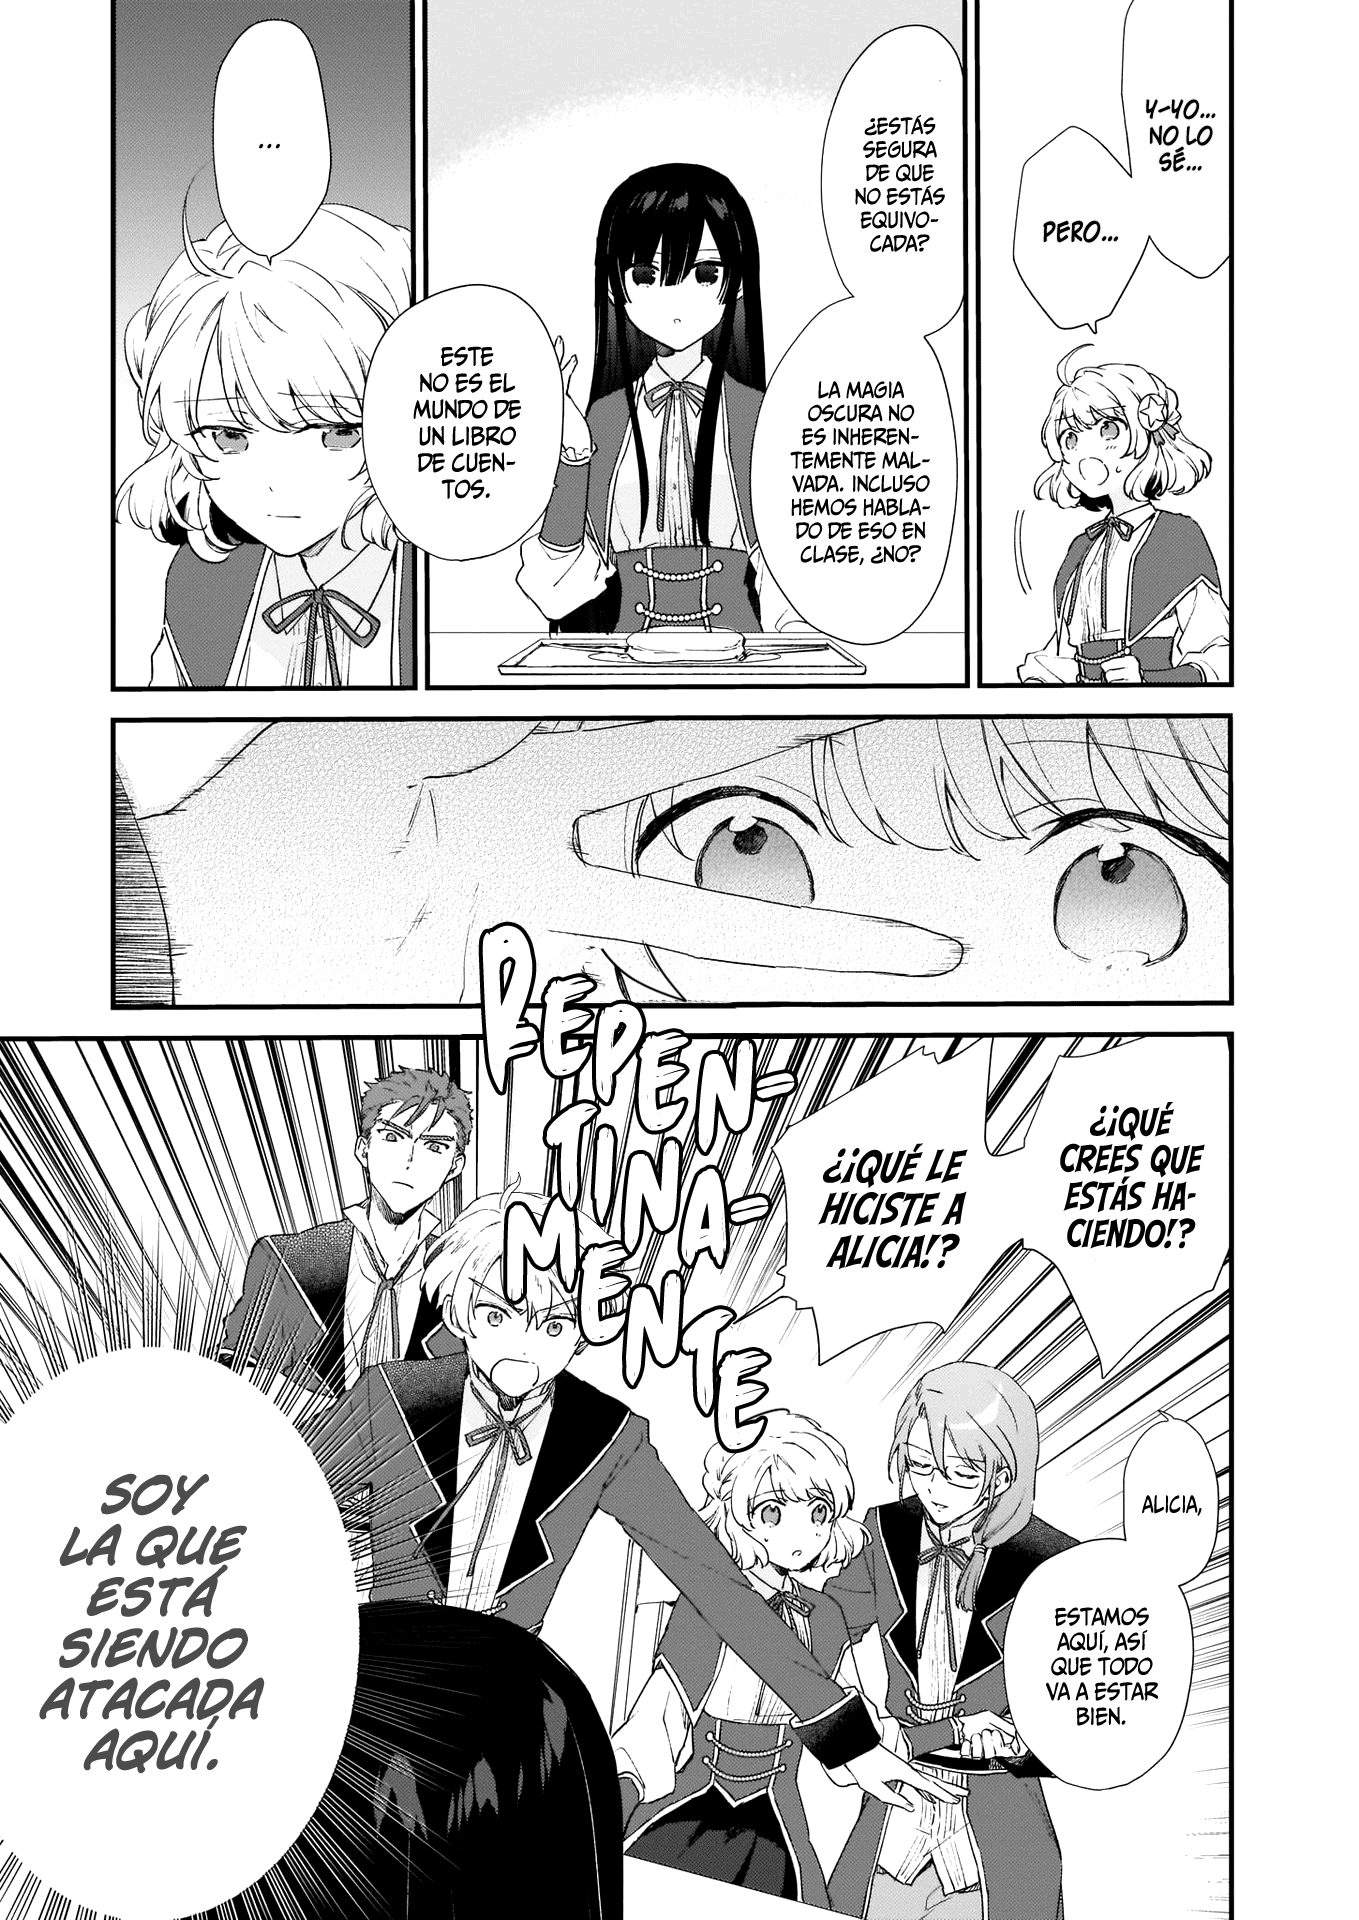 Y-YO...
NO LO
SÉ...
PERO...
¿ESTÁS
SEGURA
DE QUE
NO ESTÁS
EQUIVO-
CADA?
LA MAGIA
OSCURA NO
ES INHEREN-
TEMENTE MAL-
VADA. INCLUSO
HEMOS HABLA-
DO DE ESO EN
CLASE, ¿NO?
ESTE
NO ES EL
MUNDO DE
UN LIBRO
DE CUEN-
TOS.
...
REPEN-
TINA-
MENTE
¿¡QUÉ
CREES QUE
ESTÁS HA-
CIENDO!?
¿¡QUÉ LE
HICISTE A
ALICIA!?
ALICIA,
ESTAMOS
AQUÍ, ASÍ
QUE TODO
VA A ESTAR
BIEN.
SOY
LA QUE
ESTÁ
SIENDO
ATACADA
AQUÍ.